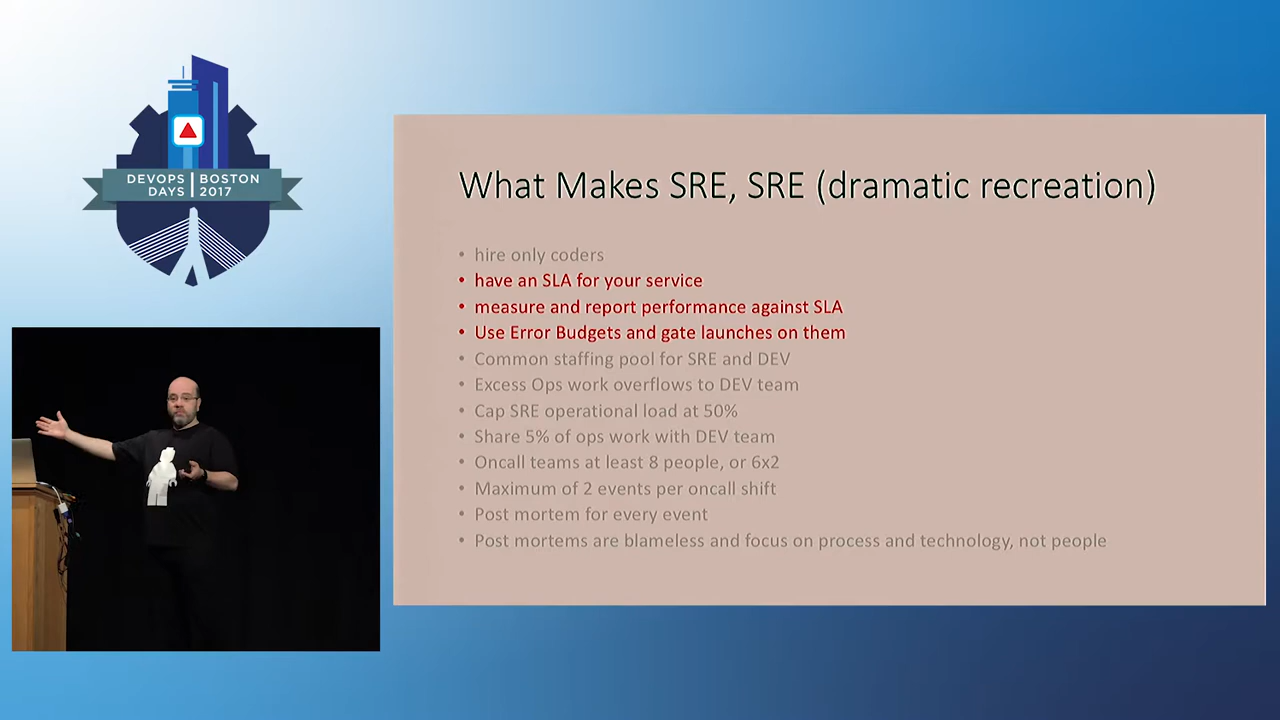 DEVOPS DAYS
BOSTON 2017
What Makes SRE, SRE (dramatic recreation)
• hire only coders
• have an SLA for your service
• measure and report performance against SLA
• Use Error Budgets and gate launches on them
• Common staffing pool for SRE and DEV
• Excess Ops work overflows to DEV team
• Cap SRE operational load at 50%
• Share 5% of ops work with DEV team
• Oncall teams at least 8 people, or 6x2
• Maximum of 2 events per oncall shift
• Post mortem for every event
• Post mortems are blameless and focus on process and technology, not people